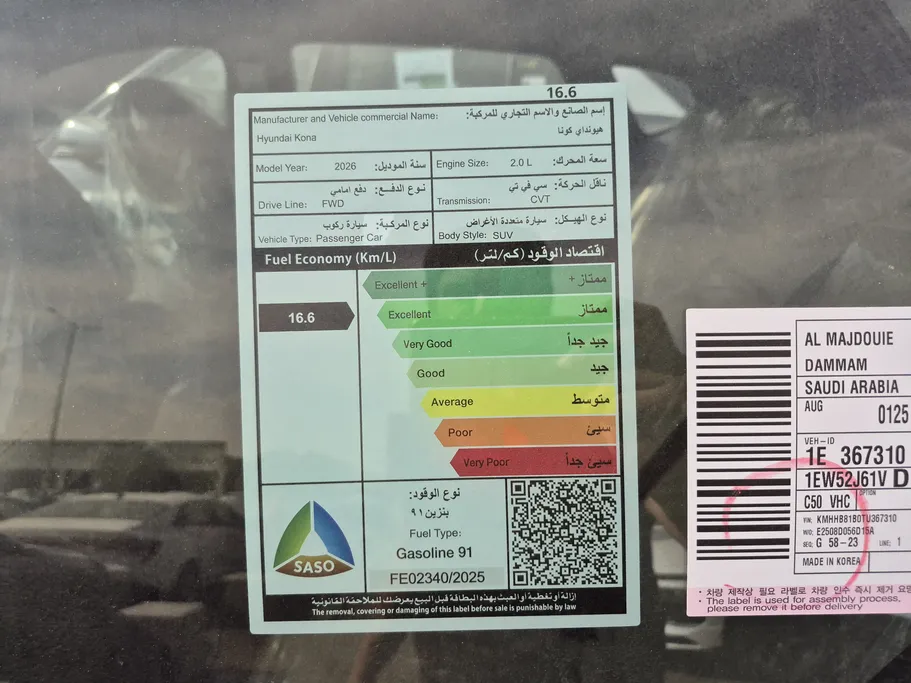 16.6
Manufacturer and Vehicle commercial Name: إسم الصانع والاسم التجاري للمركبة:
Hyundai Kona هيونداي كونا
Model Year: 2026 سنة الموديل: Engine Size: 2.0 L سعة المحرك:
نوع الدفع: دفع امامي ناقل الحركة: سي في تي
Drive Line: FWD Transmission: CVT
نوع المركبة: سيارة ركوب نوع الهيكل: سيارة متعددة الأغراض
Vehicle Type: Passenger Car Body Style: SUV
Fuel Economy (Km/L) اقتصاد الوقود (كم/لتر)
Excellent + ممتاز +
16.6
Excellent ممتاز
Very Good جيد جداً
Good جيد
Average متوسط
Poor سيئ
Very Poor سيئ جداً
نوع الوقود:
بنزين ٩١
Fuel Type:
Gasoline 91
FE02340/2025
SASO
إزالة أو تغطية أو العبث بهذه البطاقة قبل البيع يعرضك للملاحقة القانونية
The removal, covering or damaging of this label before sale is punishable by law
AL MAJDOUIE
DAMMAM
SAUDI ARABIA
AUG 0125
VEH-ID
1E 367310
1EW52J61V D
C50 VHC OPTION
VIN: KMHHB81B0TU367310
W/O: E2508D056D15A
SEQ: G 58-23 LINE: 1
MADE IN KOREA
• 차량 제작상 필요 라벨로 차량 인수 즉시 제거 요망
• The label is used for assembly process,
please remove it before delivery